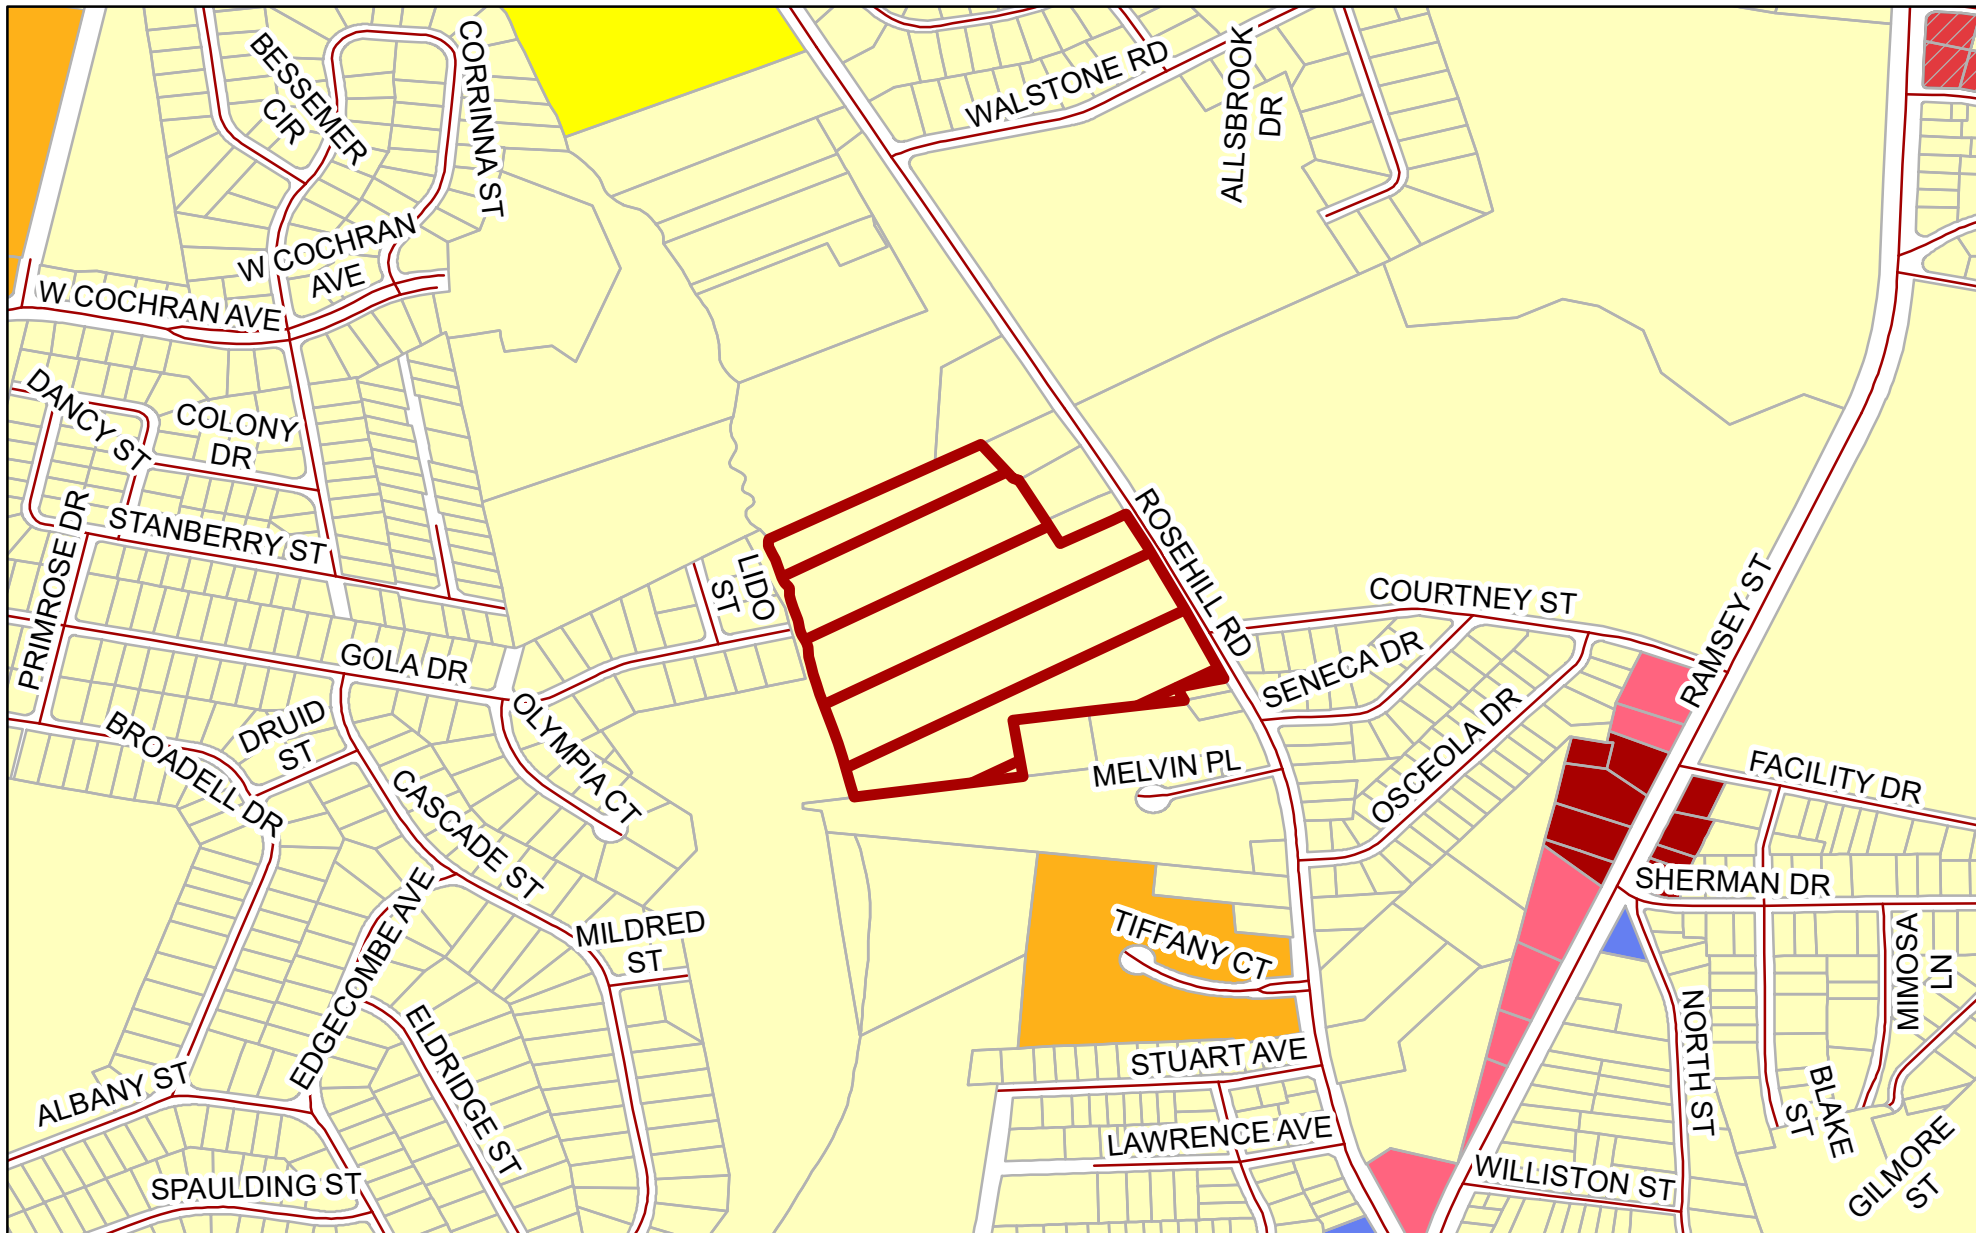 BESSEMER
CIR
CORRINNA ST
WALSTONE RD
ALLSBROOK
DR
W COCHRAN
AVE
W COCHRAN AVE
DANCY ST
COLONY
DR
STANBERRY ST
PRIMROSE DR
LIDO
ST
ROSEHILL RD
COURTNEY ST
RAMSEY ST
SENECA DR
GOLA DR
OLYMPIA CT
OSCEOLA DR
BROADELL DR
DRUID
ST
MELVIN PL
FACILITY DR
CASCADE ST
SHERMAN DR
EDGECOMBE AVE
MILDRED
ST
TIFFANY CT
MIMOSA
LN
NORTH ST
ELDRIDGE ST
STUART AVE
ALBANY ST
BLAKE
ST
LAWRENCE AVE
GILMORE
ST
SPAULDING ST
WILLISTON ST